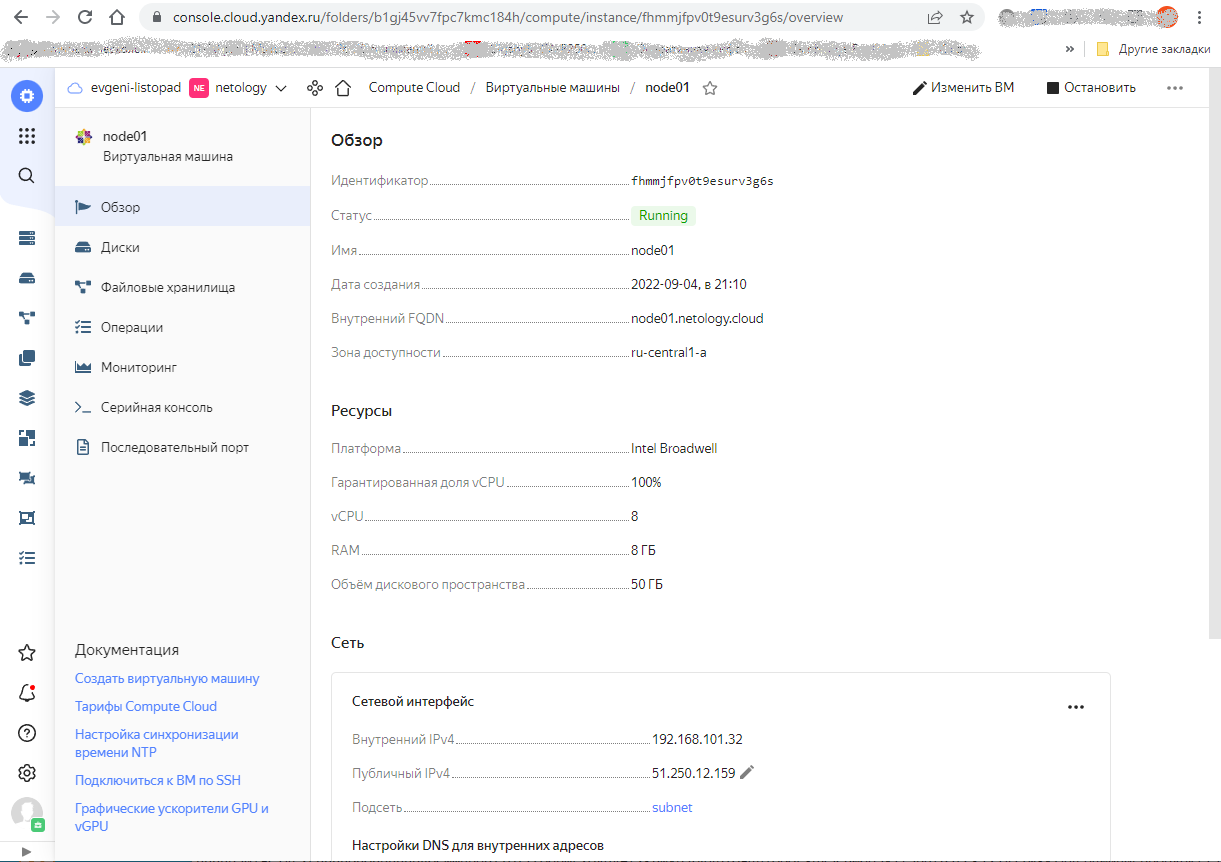 console.cloud.yandex.ru/folders/b1gj45vv7fpc7kmc184h/compute/instance/fhmmjfpv0t9esurv3g6s/overview
» Другие закладки
evgeni-listopad NE netology Compute Cloud / Виртуальные машины / node01 Изменить ВМ Остановить
node01
Виртуальная машина
Обзор
Диски
Файловые хранилища
Операции
Мониторинг
Серийная консоль
Последовательный порт
Документация
Создать виртуальную машину
Тарифы Compute Cloud
Настройка синхронизации
времени NTP
Подключиться к ВМ по SSH
Графические ускорители GPU и
vGPU
Обзор
Идентификатор fhmmjfpv0t9esurv3g6s
Статус Running
Имя node01
Дата создания 2022-09-04, в 21:10
Внутренний FQDN node01.netology.cloud
Зона доступности ru-central1-a
Ресурсы
Платформа Intel Broadwell
Гарантированная доля vCPU 100%
vCPU 8
RAM 8 ГБ
Объём дискового пространства 50 ГБ
Сеть
Сетевой интерфейс
Внутренний IPv4 192.168.101.32
Публичный IPv4 51.250.12.159
Подсеть subnet
Настройки DNS для внутренних адресов